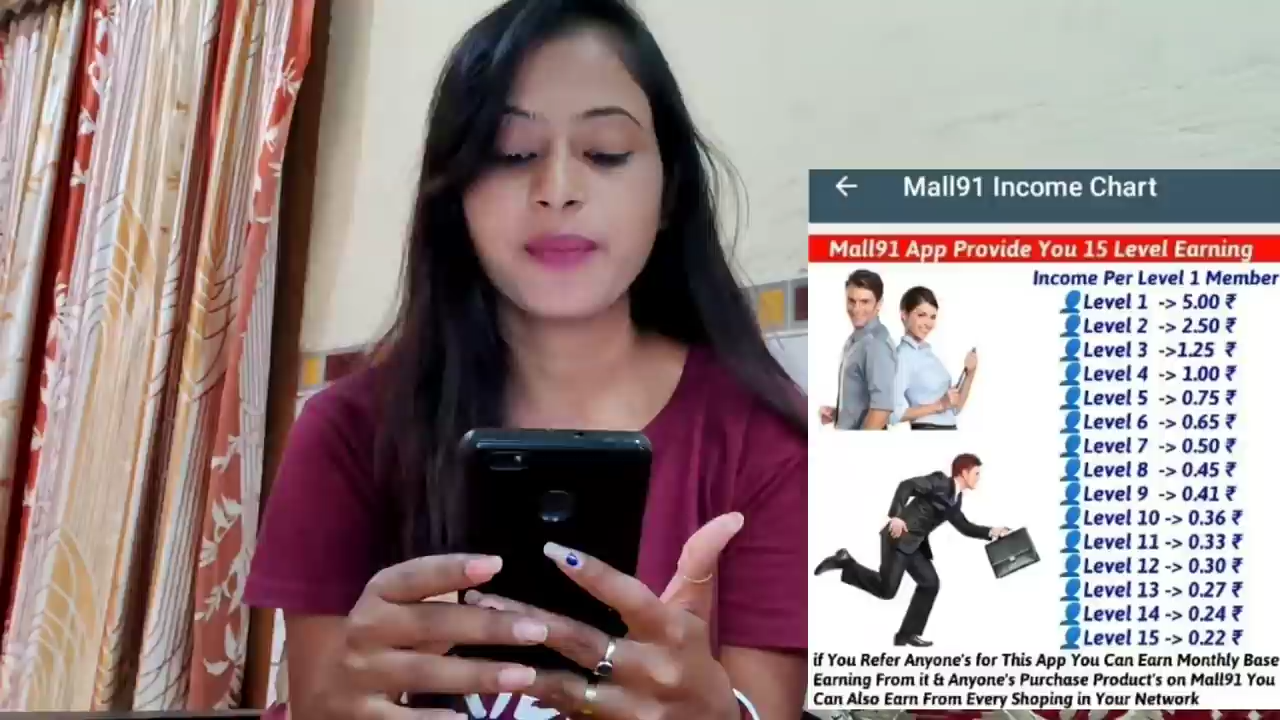 Mall91 Income Chart
Mall91 App Provide You 15 Level Earning
Income Per Level 1 Member
Level 1 -> 5.00 ₹
Level 2 -> 2.50 ₹
Level 3 ->1.25 ₹
Level 4 -> 1.00 ₹
Level 5 -> 0.75 ₹
Level 6 -> 0.65 ₹
Level 7 -> 0.50 ₹
Level 8 -> 0.45 ₹
Level 9 -> 0.41 ₹
Level 10 -> 0.36 ₹
Level 11 -> 0.33 ₹
Level 12 -> 0.30 ₹
Level 13 -> 0.27 ₹
Level 14 -> 0.24 ₹
Level 15 -> 0.22 ₹
if You Refer Anyone's for This App You Can Earn Monthly Base
Earning From it & Anyone's Purchase Product's on Mall91 You
Can Also Earn From Every Shoping in Your Network